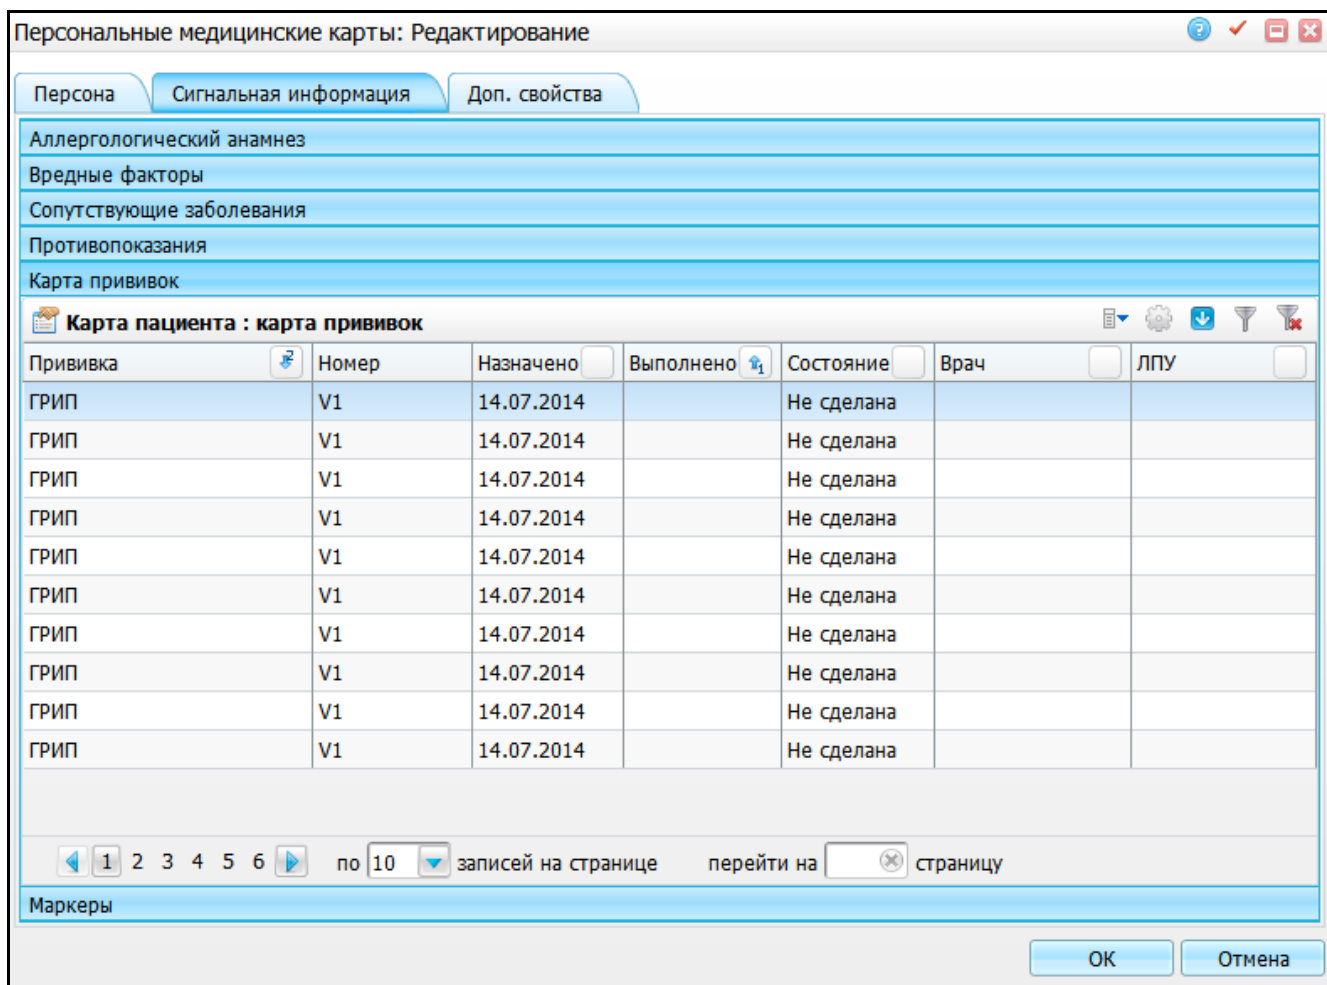 Персональные медицинские карты: Редактирование
Персона Сигнальная информация Доп. свойства
Аллергологический анамнез
Вредные факторы
Сопутствующие заболевания
Противопоказания
Карта прививок
Карта пациента : карта прививок
Прививка 2 Номер Назначено Выполнено 1 Состояние Врач ЛПУ
ГРИП V1 14.07.2014 Не сделана
ГРИП V1 14.07.2014 Не сделана
ГРИП V1 14.07.2014 Не сделана
ГРИП V1 14.07.2014 Не сделана
ГРИП V1 14.07.2014 Не сделана
ГРИП V1 14.07.2014 Не сделана
ГРИП V1 14.07.2014 Не сделана
ГРИП V1 14.07.2014 Не сделана
ГРИП V1 14.07.2014 Не сделана
ГРИП V1 14.07.2014 Не сделана
1 2 3 4 5 6 по 10 записей на странице перейти на страницу
Маркеры
ОК Отмена